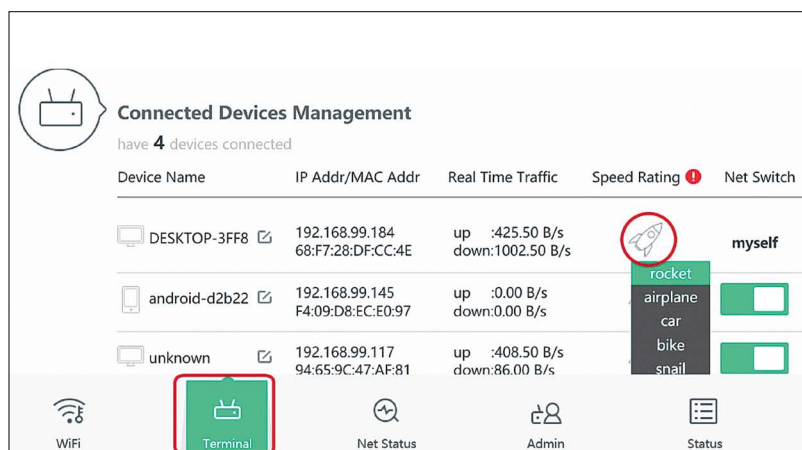 Connected Devices Management
have 4 devices connected
Device Name IP Addr/MAC Addr Real Time Traffic Speed Rating ! Net Switch
DESKTOP-3FF8 192.168.99.184 up :425.50 B/s myself
68:F7:28:DF:CC:4E down:1002.50 B/s
rocket
android-d2b22 192.168.99.145 up :0.00 B/s airplane
F4:09:D8:EC:E0:97 down:0.00 B/s
car
unknown 192.168.99.117 up :408.50 B/s bike
94:65:9C:47:AF:81 down:86.00 B/s snail
WiFi Terminal Net Status Admin Status